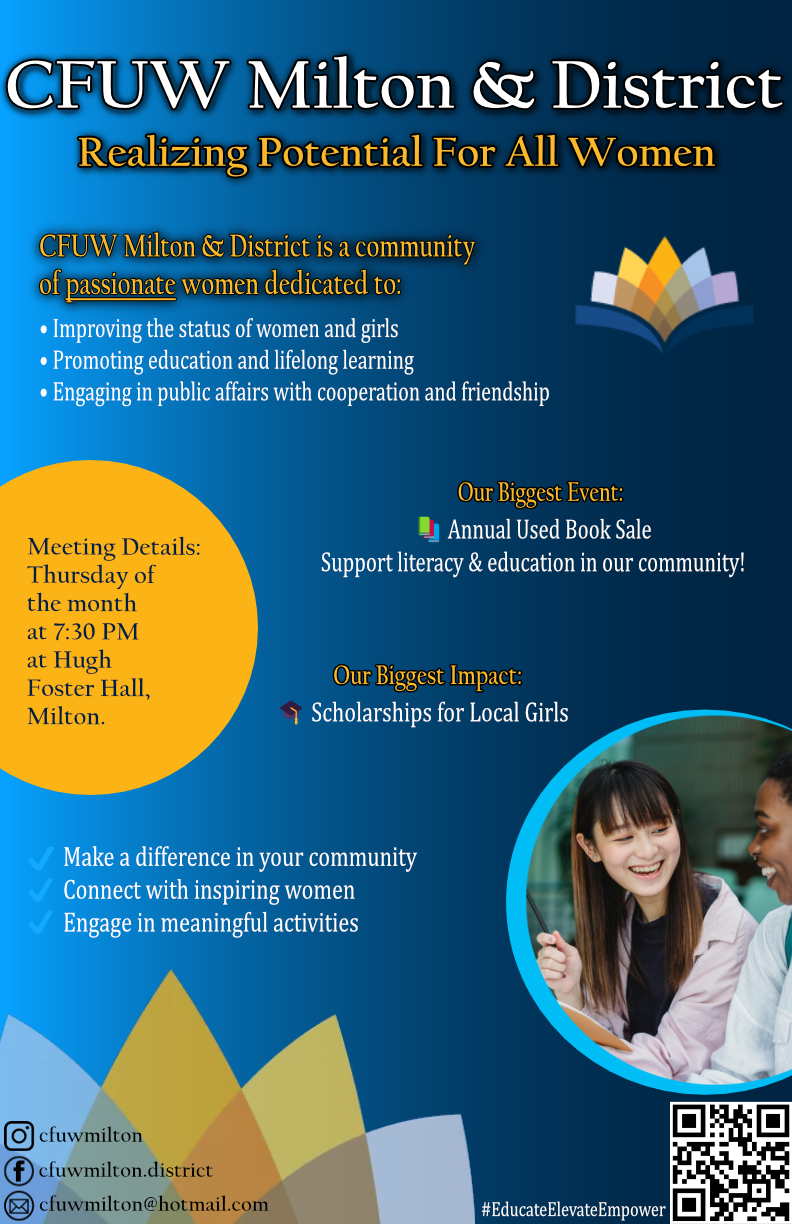 CFUW Milton & District
Realizing Potential For All Women
CFUW Milton & District is a community
of passionate women dedicated to:
• Improving the status of women and girls
• Promoting education and lifelong learning
• Engaging in public affairs with cooperation and friendship
Our Biggest Event:
Annual Used Book Sale
Support literacy & education in our community!
Meeting Details:
Thursday of
the month
at 7:30 PM
at Hugh
Foster Hall,
Milton.
Our Biggest Impact:
Scholarships for Local Girls
Make a difference in your community
Connect with inspiring women
Engage in meaningful activities
cfuwmilton
cfuwmilton.district
cfuwmilton@hotmail.com
#EducateElevateEmpower